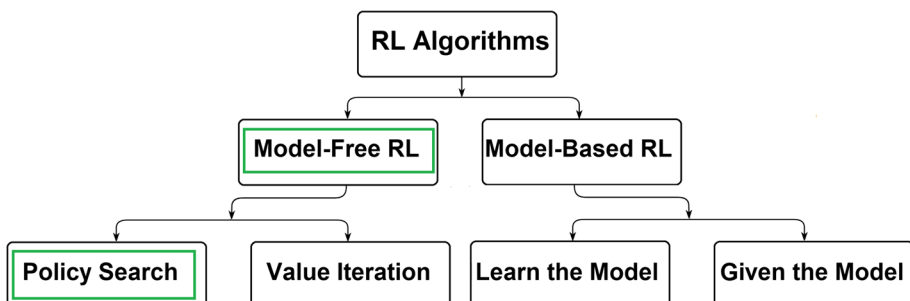 RL Algorithms
Model-Free RL
Model-Based RL
Policy Search
Value Iteration
Learn the Model
Given the Model